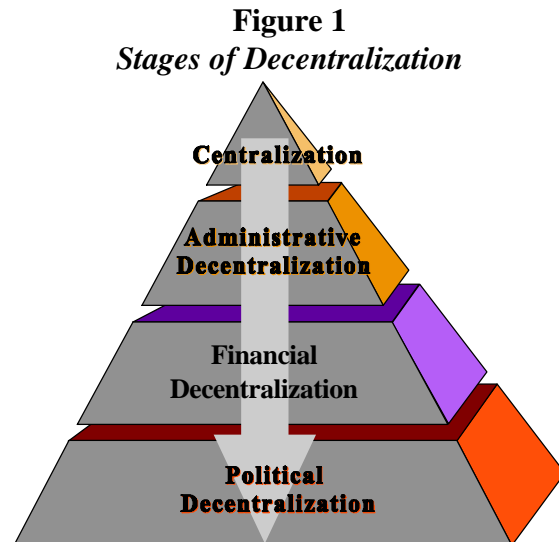 Figure 1
Stages of Decentralization
Centralization
Administrative
Decentralization
Financial
Decentralization
Political
Decentralization